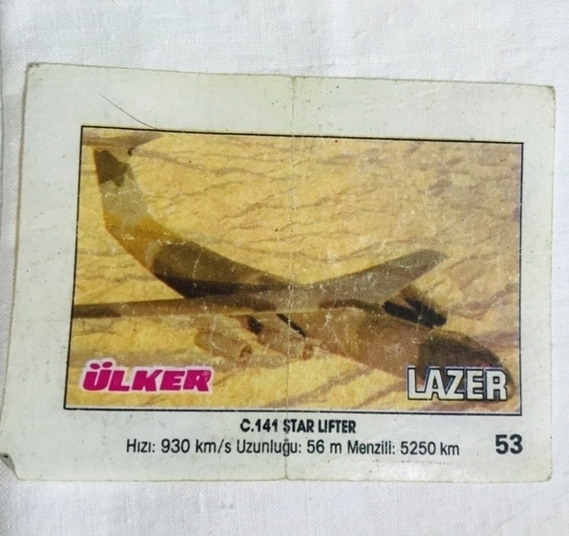 ÜLKER
LAZER
C.141 STAR LIFTER
Hızı: 930 km/s Uzunluğu: 56 m Menzili: 5250 km
53